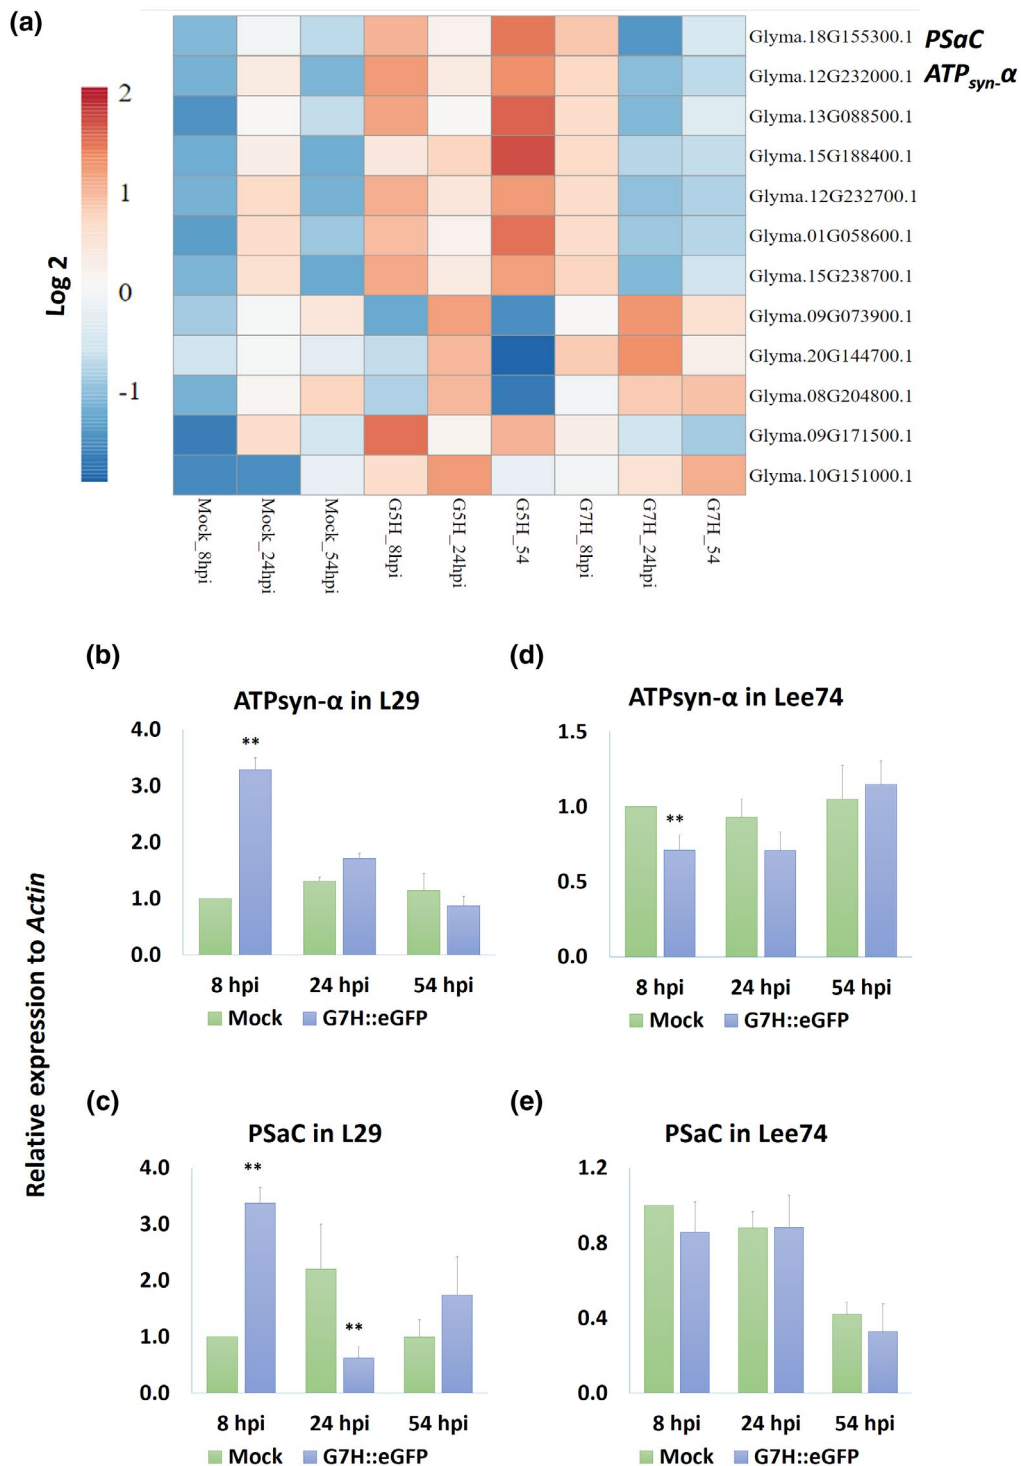 (a)
Log 2
2
1
0
-1
Glyma.18G155300.1 PSaC
Glyma.12G232000.1 ATPsyn-α
Glyma.13G088500.1
Glyma.15G188400.1
Glyma.12G232700.1
Glyma.01G058600.1
Glyma.15G238700.1
Glyma.09G073900.1
Glyma.20G144700.1
Glyma.08G204800.1
Glyma.09G171500.1
Glyma.10G151000.1
Mock_8hpi
Mock_24hpi
Mock_54hpi
G5H_8hpi
G5H_24hpi
G5H_54
G7H_8hpi
G7H_24hpi
G7H_54
Relative expression to Actin
(b)
ATPsyn-α in L29
4.0
3.0
2.0
1.0
0.0
**
8 hpi 24 hpi 54 hpi
Mock G7H::eGFP
(d)
ATPsyn-α in Lee74
1.5
1.0
0.5
0.0
**
8 hpi 24 hpi 54 hpi
Mock G7H::eGFP
(c)
PSaC in L29
4.0
3.0
2.0
1.0
0.0
**
**
8 hpi 24 hpi 54 hpi
Mock G7H::eGFP
(e)
PSaC in Lee74
1.2
0.8
0.4
0.0
8 hpi 24 hpi 54 hpi
Mock G7H::eGFP